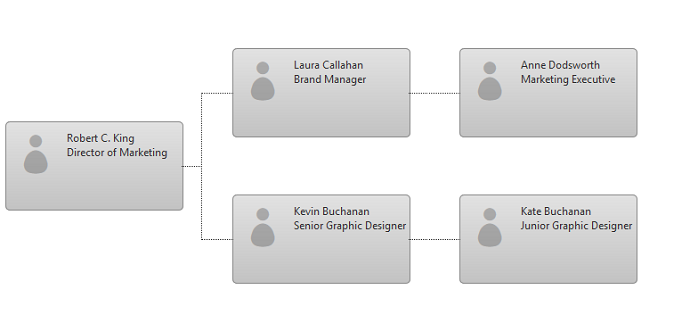 Robert C. King
Director of Marketing
Laura Callahan
Brand Manager
Anne Dodsworth
Marketing Executive
Kevin Buchanan
Senior Graphic Designer
Kate Buchanan
Junior Graphic Designer